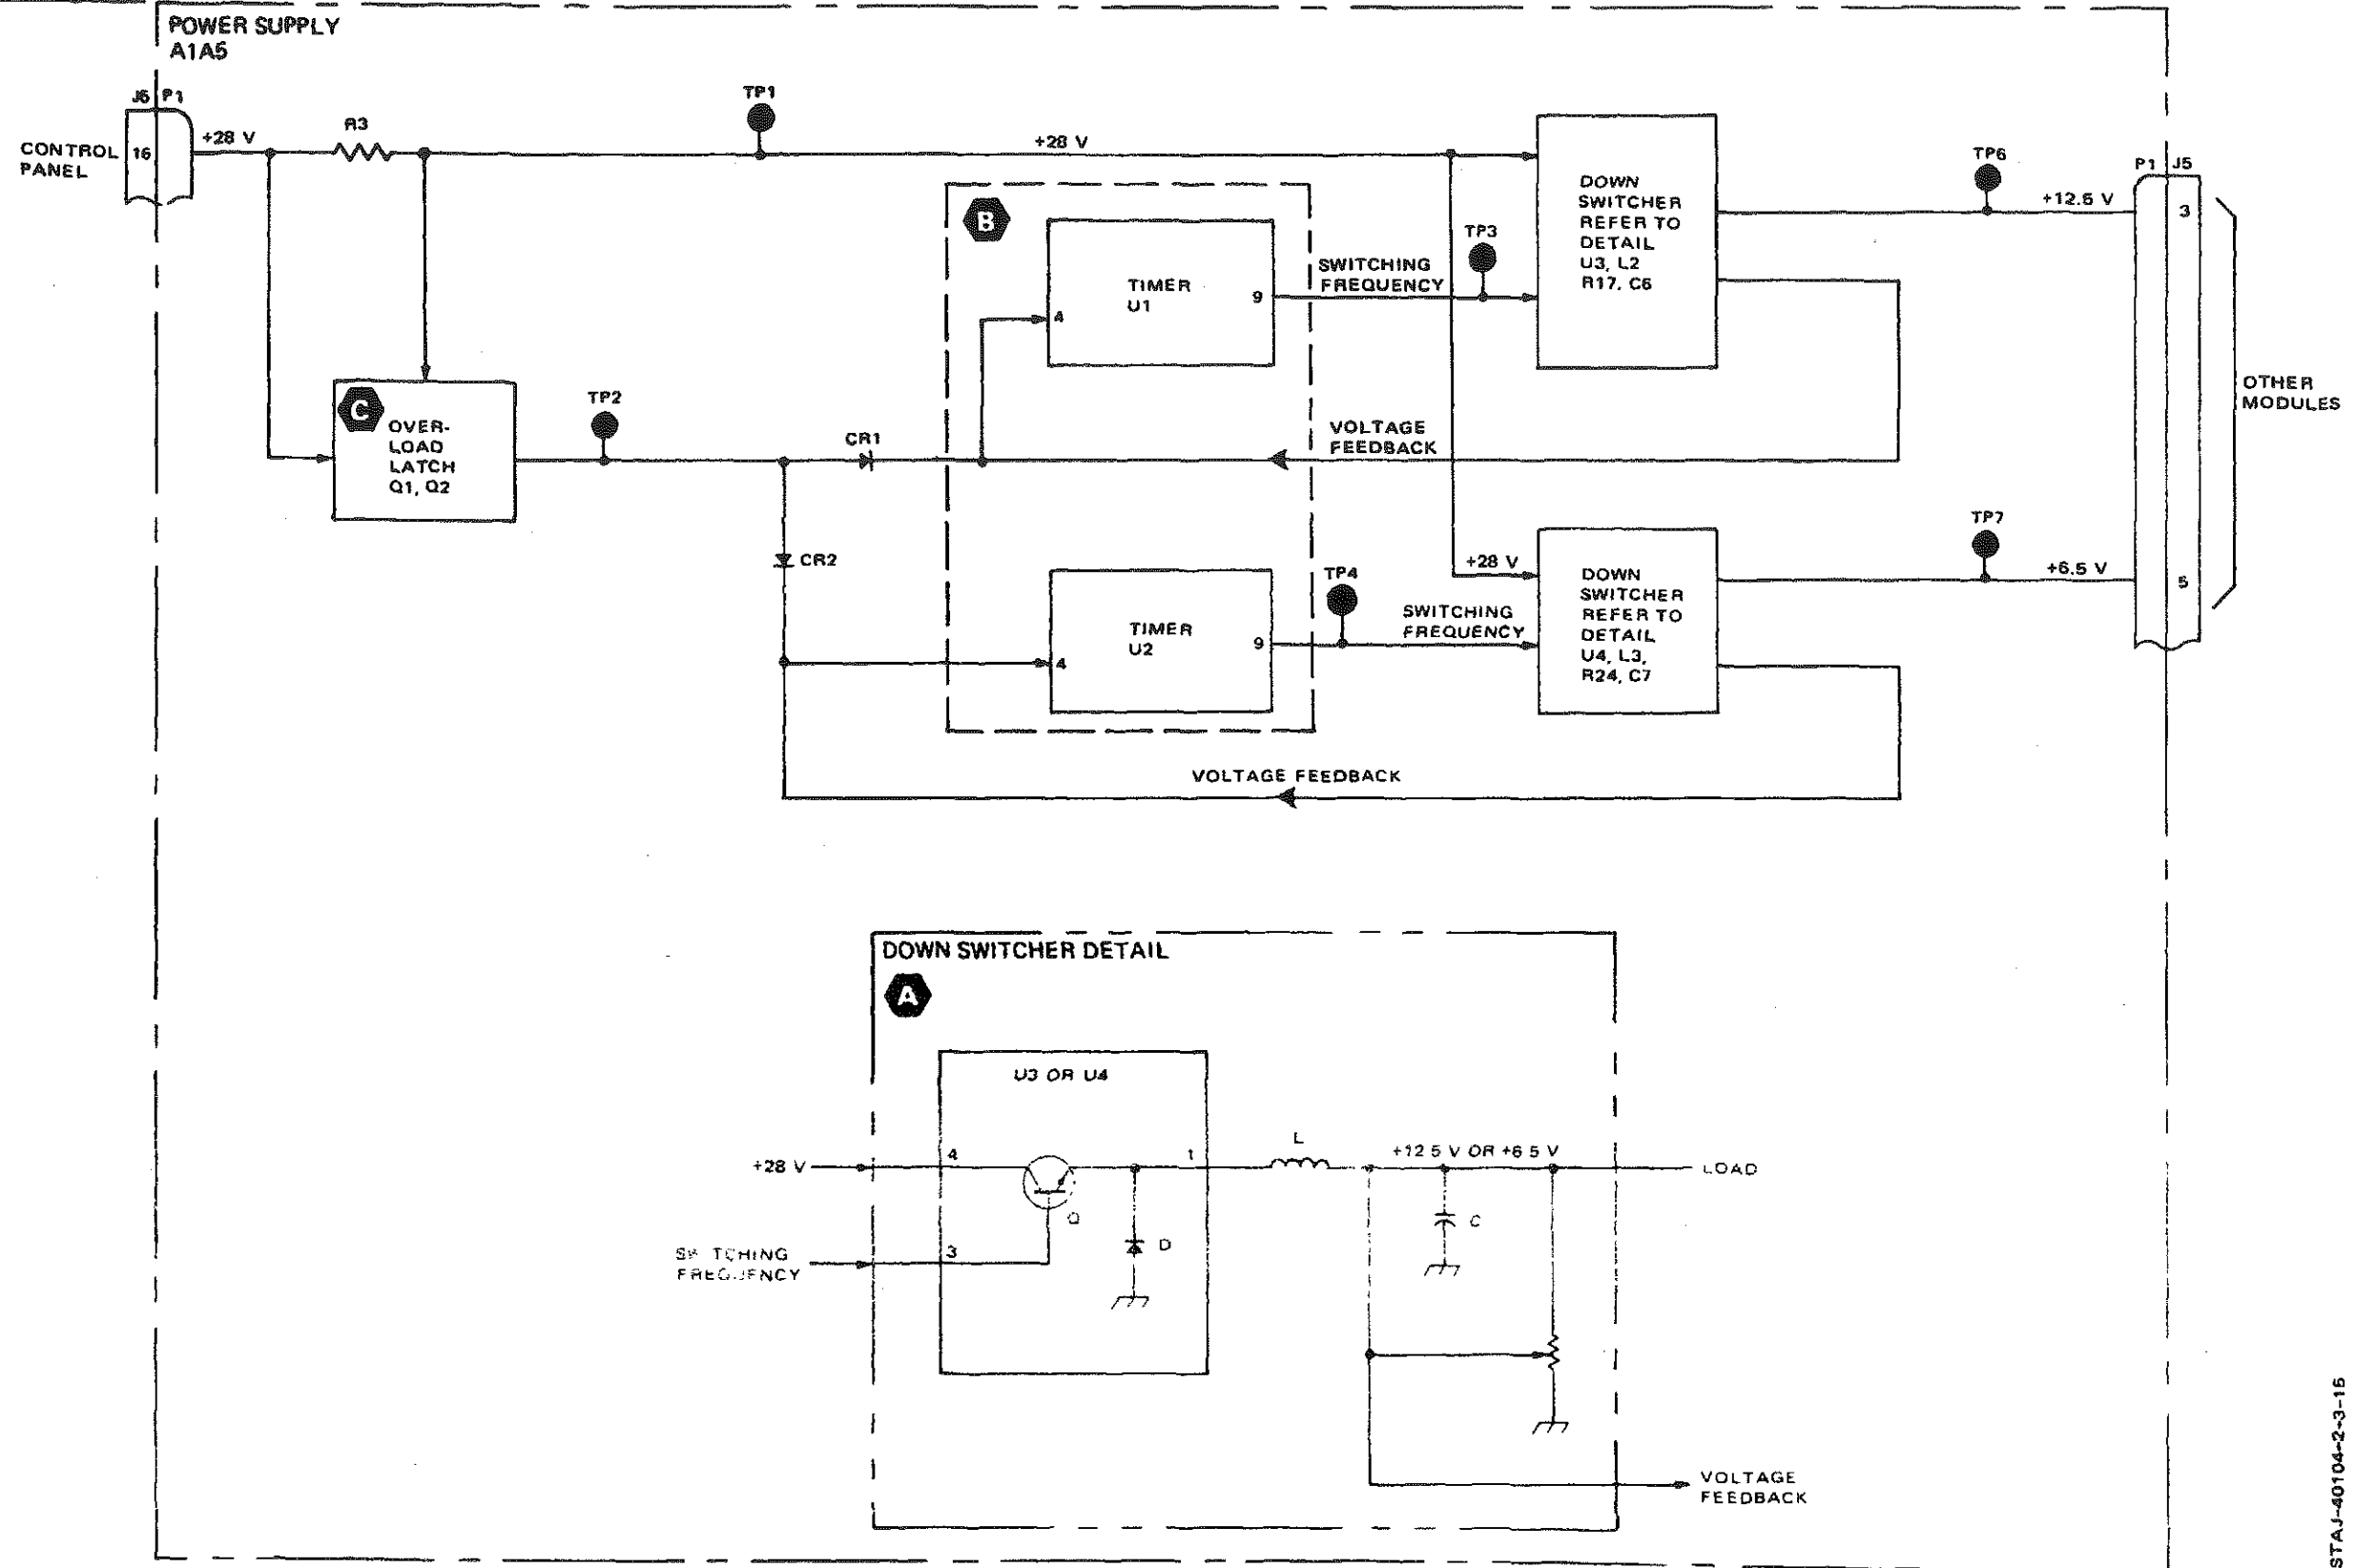 POWER SUPPLY
A1A5
J5 P1
CONTROL
PANEL
16
+28 V
R3
TP1
+28 V
B
TIMER
U1
4
9
SWITCHING
FREQUENCY
TP3
DOWN
SWITCHER
REFER TO
DETAIL
U3, L2
R17, C6
TP6
+12.5 V
P1 J5
3
OTHER
MODULES
C
OVER-
LOAD
LATCH
Q1, Q2
TP2
CR1
VOLTAGE
FEEDBACK
CR2
TIMER
U2
4
9
TP4
SWITCHING
FREQUENCY
+28 V
DOWN
SWITCHER
REFER TO
DETAIL
U4, L3,
R24, C7
TP7
+6.5 V
5
VOLTAGE FEEDBACK
DOWN SWITCHER DETAIL
A
U3 OR U4
+28 V
4
1
Q
D
3
L
+12 5 V OR +6 5 V
C
LOAD
FREQUENCY
VOLTAGE
FEEDBACK
STAJ-40104-2-3-15